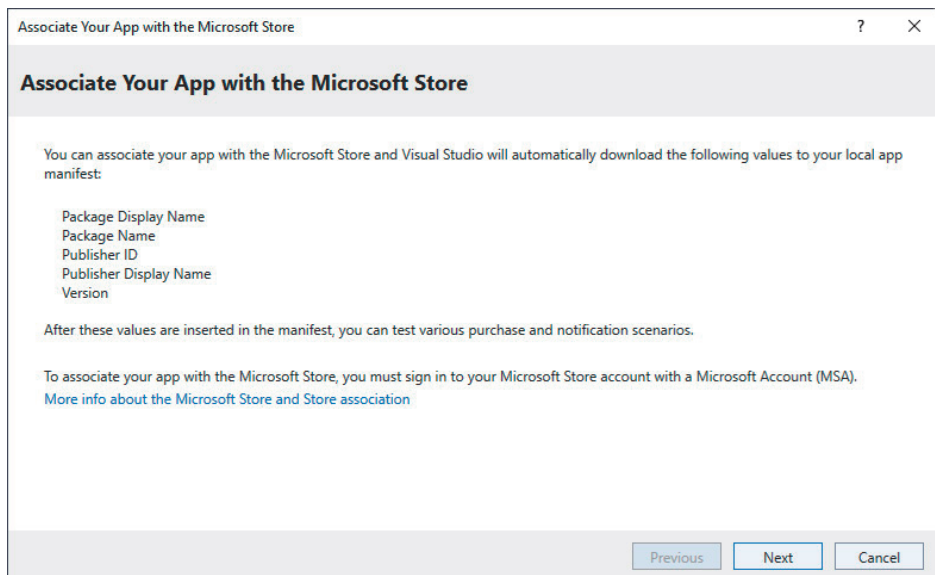 Associate Your App with the Microsoft Store ?
Associate Your App with the Microsoft Store
You can associate your app with the Microsoft Store and Visual Studio will automatically download the following values to your local app
manifest:
Package Display Name
Package Name
Publisher ID
Publisher Display Name
Version
After these values are inserted in the manifest, you can test various purchase and notification scenarios.
To associate your app with the Microsoft Store, you must sign in to your Microsoft Store account with a Microsoft Account (MSA).
More info about the Microsoft Store and Store association
Previous Next Cancel